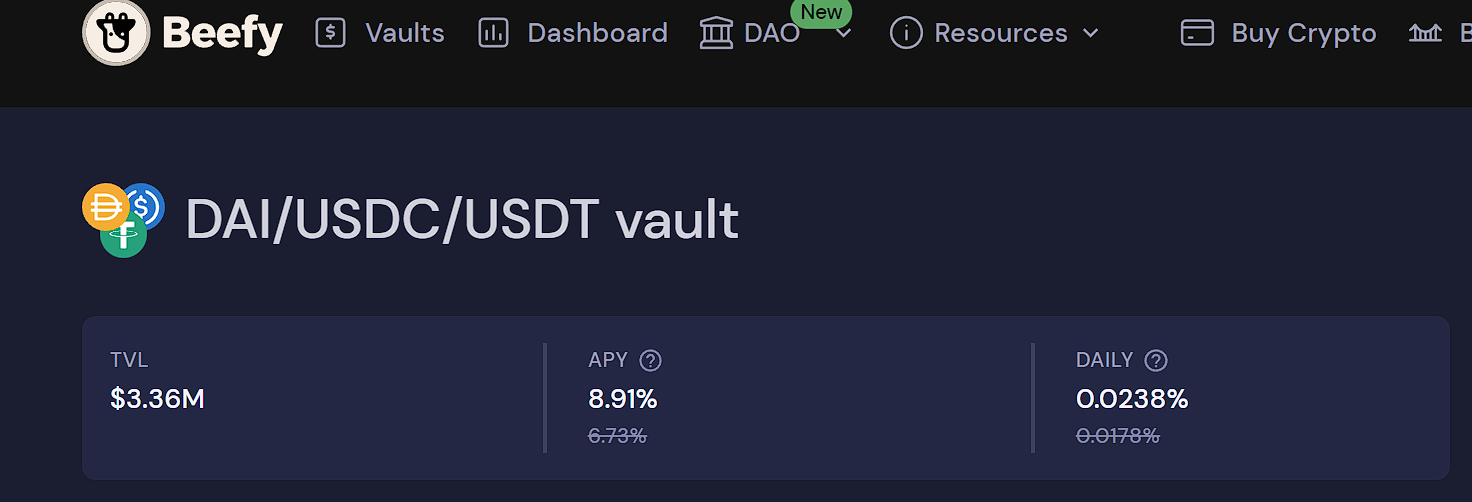 Beefy Vaults Dashboard DAO New Resources Buy Crypto B
DAI/USDC/USDT vault
TVL APY DAILY
$3.36M 8.91% 0.0238%
6.73% 0.0178%